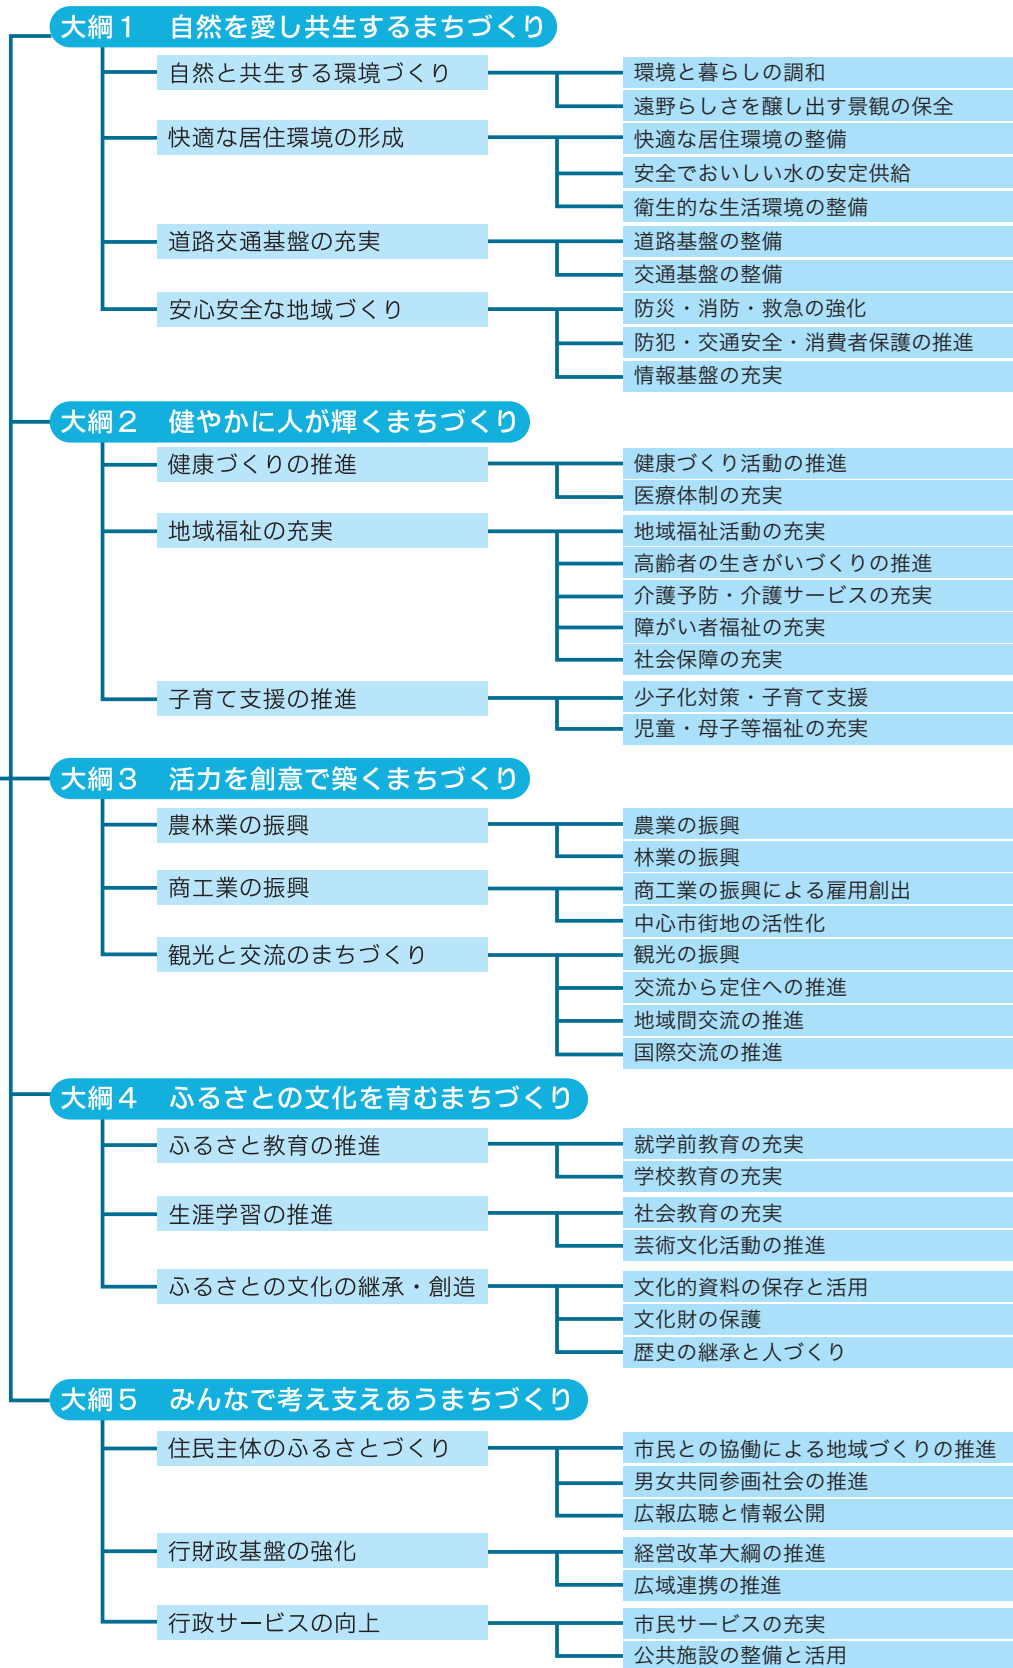 大綱１　自然を愛し共生するまちづくり
自然と共生する環境づくり
環境と暮らしの調和
遠野らしさを醸し出す景観の保全
快適な居住環境の形成
快適な居住環境の整備
安全でおいしい水の安定供給
衛生的な生活環境の整備
道路交通基盤の充実
道路基盤の整備
交通基盤の整備
安心安全な地域づくり
防災・消防・救急の強化
防犯・交通安全・消費者保護の推進
情報基盤の充実
大綱２　健やかに人が輝くまちづくり
健康づくりの推進
健康づくり活動の推進
医療体制の充実
地域福祉の充実
地域福祉活動の充実
高齢者の生きがいづくりの推進
介護予防・介護サービスの充実
障がい者福祉の充実
社会保障の充実
子育て支援の推進
少子化対策・子育て支援
児童・母子等福祉の充実
大綱３　活力を創意で築くまちづくり
農林業の振興
農業の振興
林業の振興
商工業の振興
商工業の振興による雇用創出
中心市街地の活性化
観光と交流のまちづくり
観光の振興
交流から定住への推進
地域間交流の推進
国際交流の推進
大綱４　ふるさとの文化を育むまちづくり
ふるさと教育の推進
就学前教育の充実
学校教育の充実
生涯学習の推進
社会教育の充実
芸術文化活動の推進
ふるさとの文化の継承・創造
文化的資料の保存と活用
文化財の保護
歴史の継承と人づくり
大綱５　みんなで考え支えあうまちづくり
住民主体のふるさとづくり
市民との協働による地域づくりの推進
男女共同参画社会の推進
広報広聴と情報公開
行財政基盤の強化
経営改革大綱の推進
広域連携の推進
行政サービスの向上
市民サービスの充実
公共施設の整備と活用